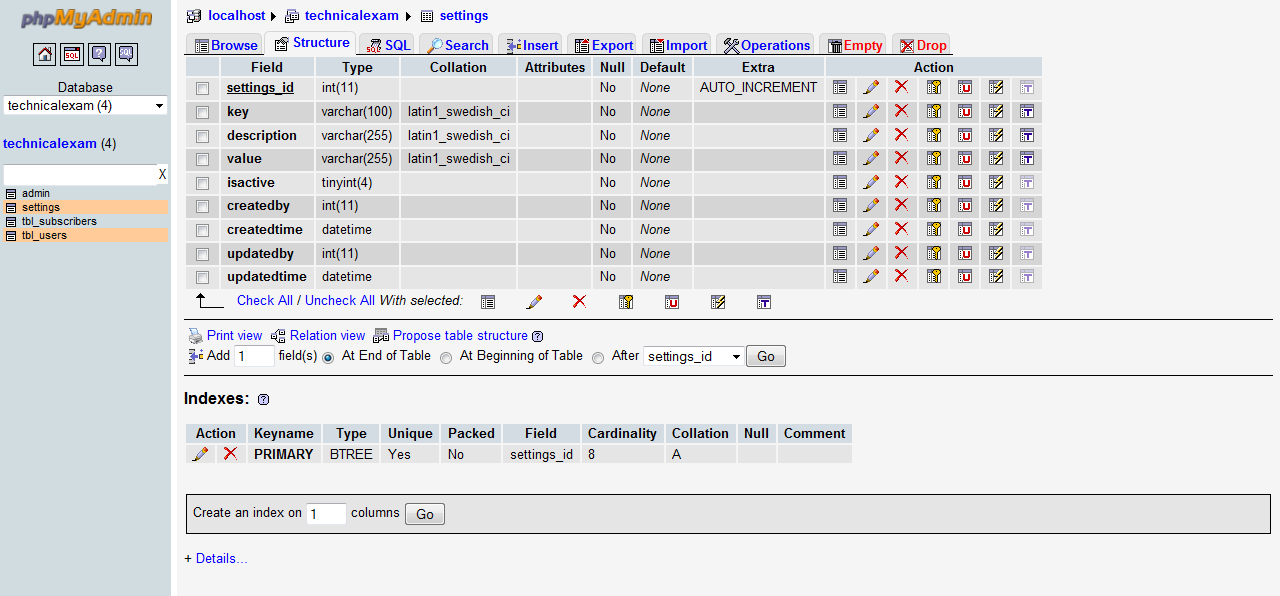 phpMyAdmin
Database
technicalexam (4)
technicalexam (4)
X
admin
settings
tbl_subscribers
tbl_users
localhost technicalexam settings
Browse Structure SQL Search Insert Export Import Operations Empty Drop
Field Type Collation Attributes Null Default Extra Action
settings_id int(11) No None AUTO_INCREMENT
key varchar(100) latin1_swedish_ci No None
description varchar(255) latin1_swedish_ci No None
value varchar(255) latin1_swedish_ci No None
isactive tinyint(4) No None
createdby int(11) No None
createdtime datetime No None
updatedby int(11) No None
updatedtime datetime No None
Check All / Uncheck All With selected:
Print view Relation view Propose table structure
Add 1 field(s) At End of Table At Beginning of Table After settings_id Go
Indexes:
Action Keyname Type Unique Packed Field Cardinality Collation Null Comment
PRIMARY BTREE Yes No settings_id 8 A
Create an index on 1 columns Go
+ Details...